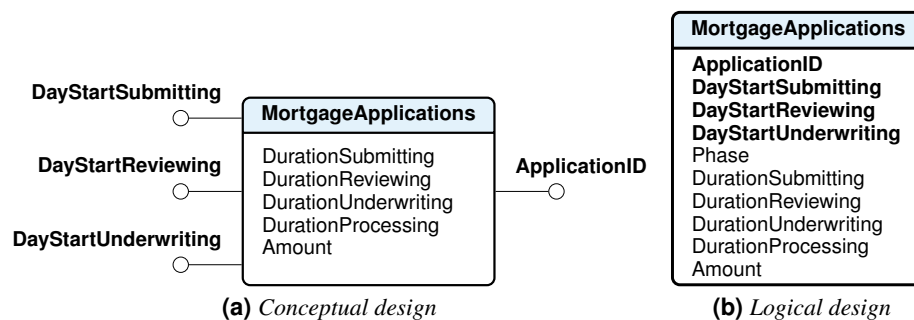 DayStartSubmitting
DayStartReviewing
DayStartUnderwriting
MortgageApplications
DurationSubmitting
DurationReviewing
DurationUnderwriting
DurationProcessing
Amount
ApplicationID
(a) Conceptual design
MortgageApplications
ApplicationID
DayStartSubmitting
DayStartReviewing
DayStartUnderwriting
Phase
DurationSubmitting
DurationReviewing
DurationUnderwriting
DurationProcessing
Amount
(b) Logical design